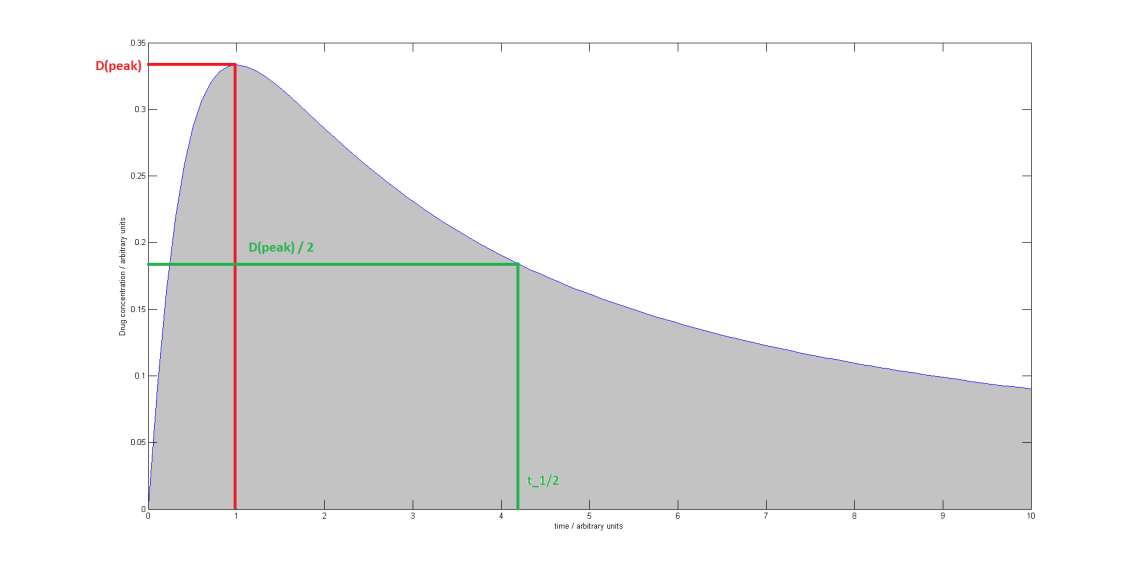 0.35
D(peak)
0.3
0.25
0.2
D(peak) / 2
0.15
0.1
0.05
0
Drug concentration / arbitrary units
t_1/2
0 1 2 3 4 5 6 7 8 9 10
time / arbitrary units